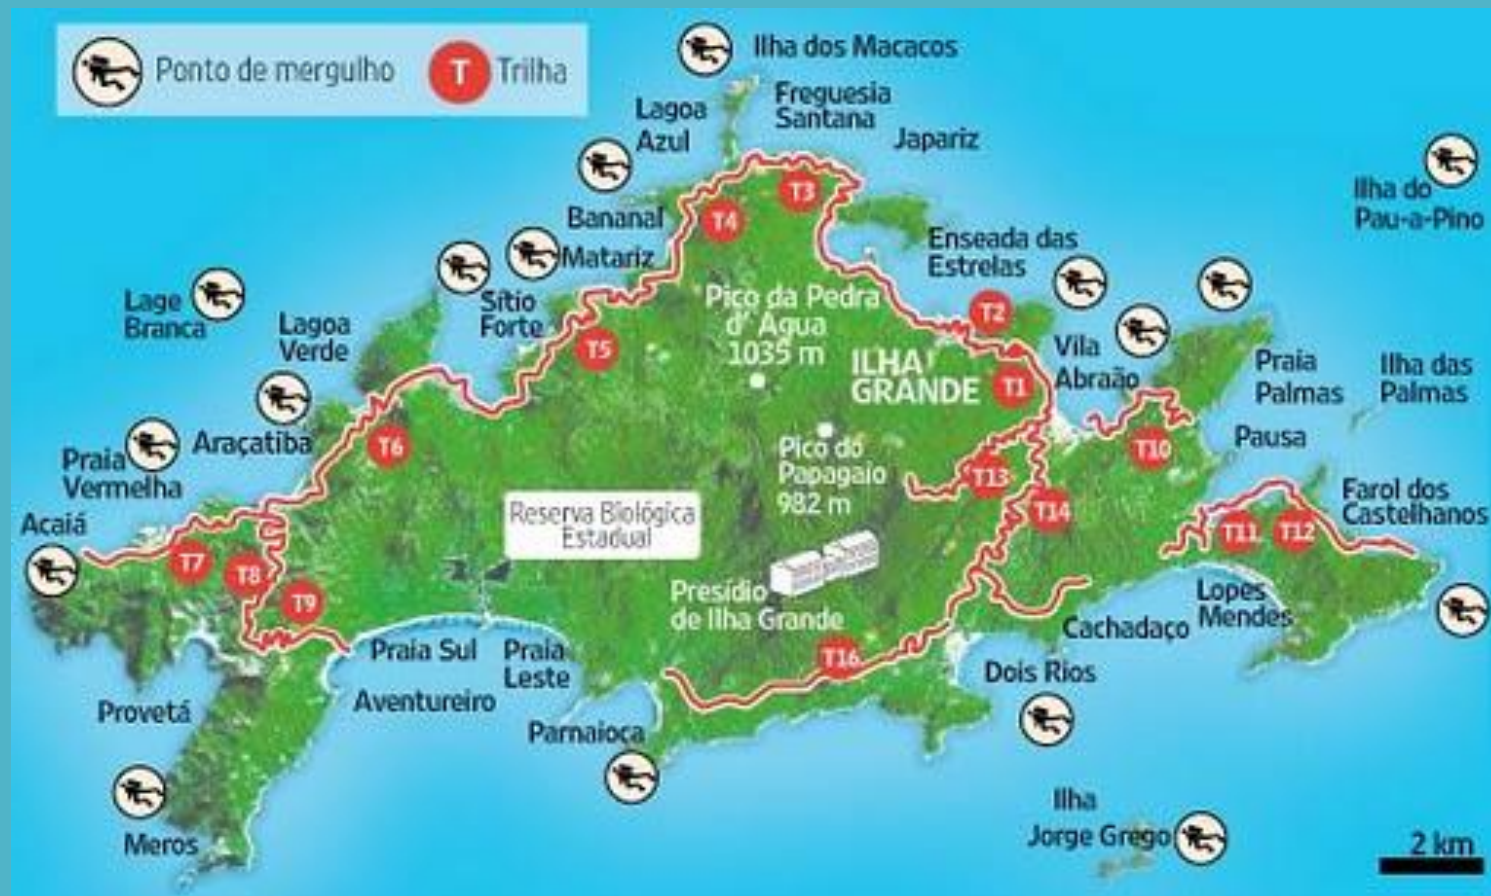 Ponto de mergulho
T Trilha
Ilha dos Macacos
Freguesia
Santana
Lagoa
Azul
Japariz
Ilha do
Pau-a-Pino
Bananal
Matariz
Enseada das
Estrelas
Lage
Branca
Lagoa
Verde
Sítio
Forte
Pico da Pedra
d' Água
1035 m
ILHA
GRANDE
Vila
Abraão
Praia
Palmas
Ilha das
Palmas
Pausa
Praia
Vermelha
Araçatiba
Acaiá
Pico do
Papagaio
982 m
Reserva Biológica
Estadual
Presídio
de Ilha Grande
Farol dos
Castelhanos
Lopes
Mendes
Cachadaço
Dois Rios
Praia Sul
Praia
Leste
Aventureiro
Parnaioca
Provetá
Meros
Ilha
Jorge Grego
2 km
T1
T2
T3
T4
T5
T6
T7
T8
T9
T10
T11
T12
T13
T14
T16